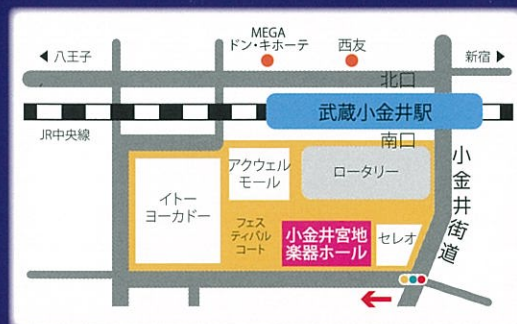 MEGA
ドン・キホーテ
西友
◀ 八王子
新宿 ▶
北口
武蔵小金井駅
JR中央線
南口
アクウェル
モール
ロータリー
小金井街道
イトー
ヨーカドー
フェス
ティバル
コート
小金井宮地
楽器ホール
セレオ